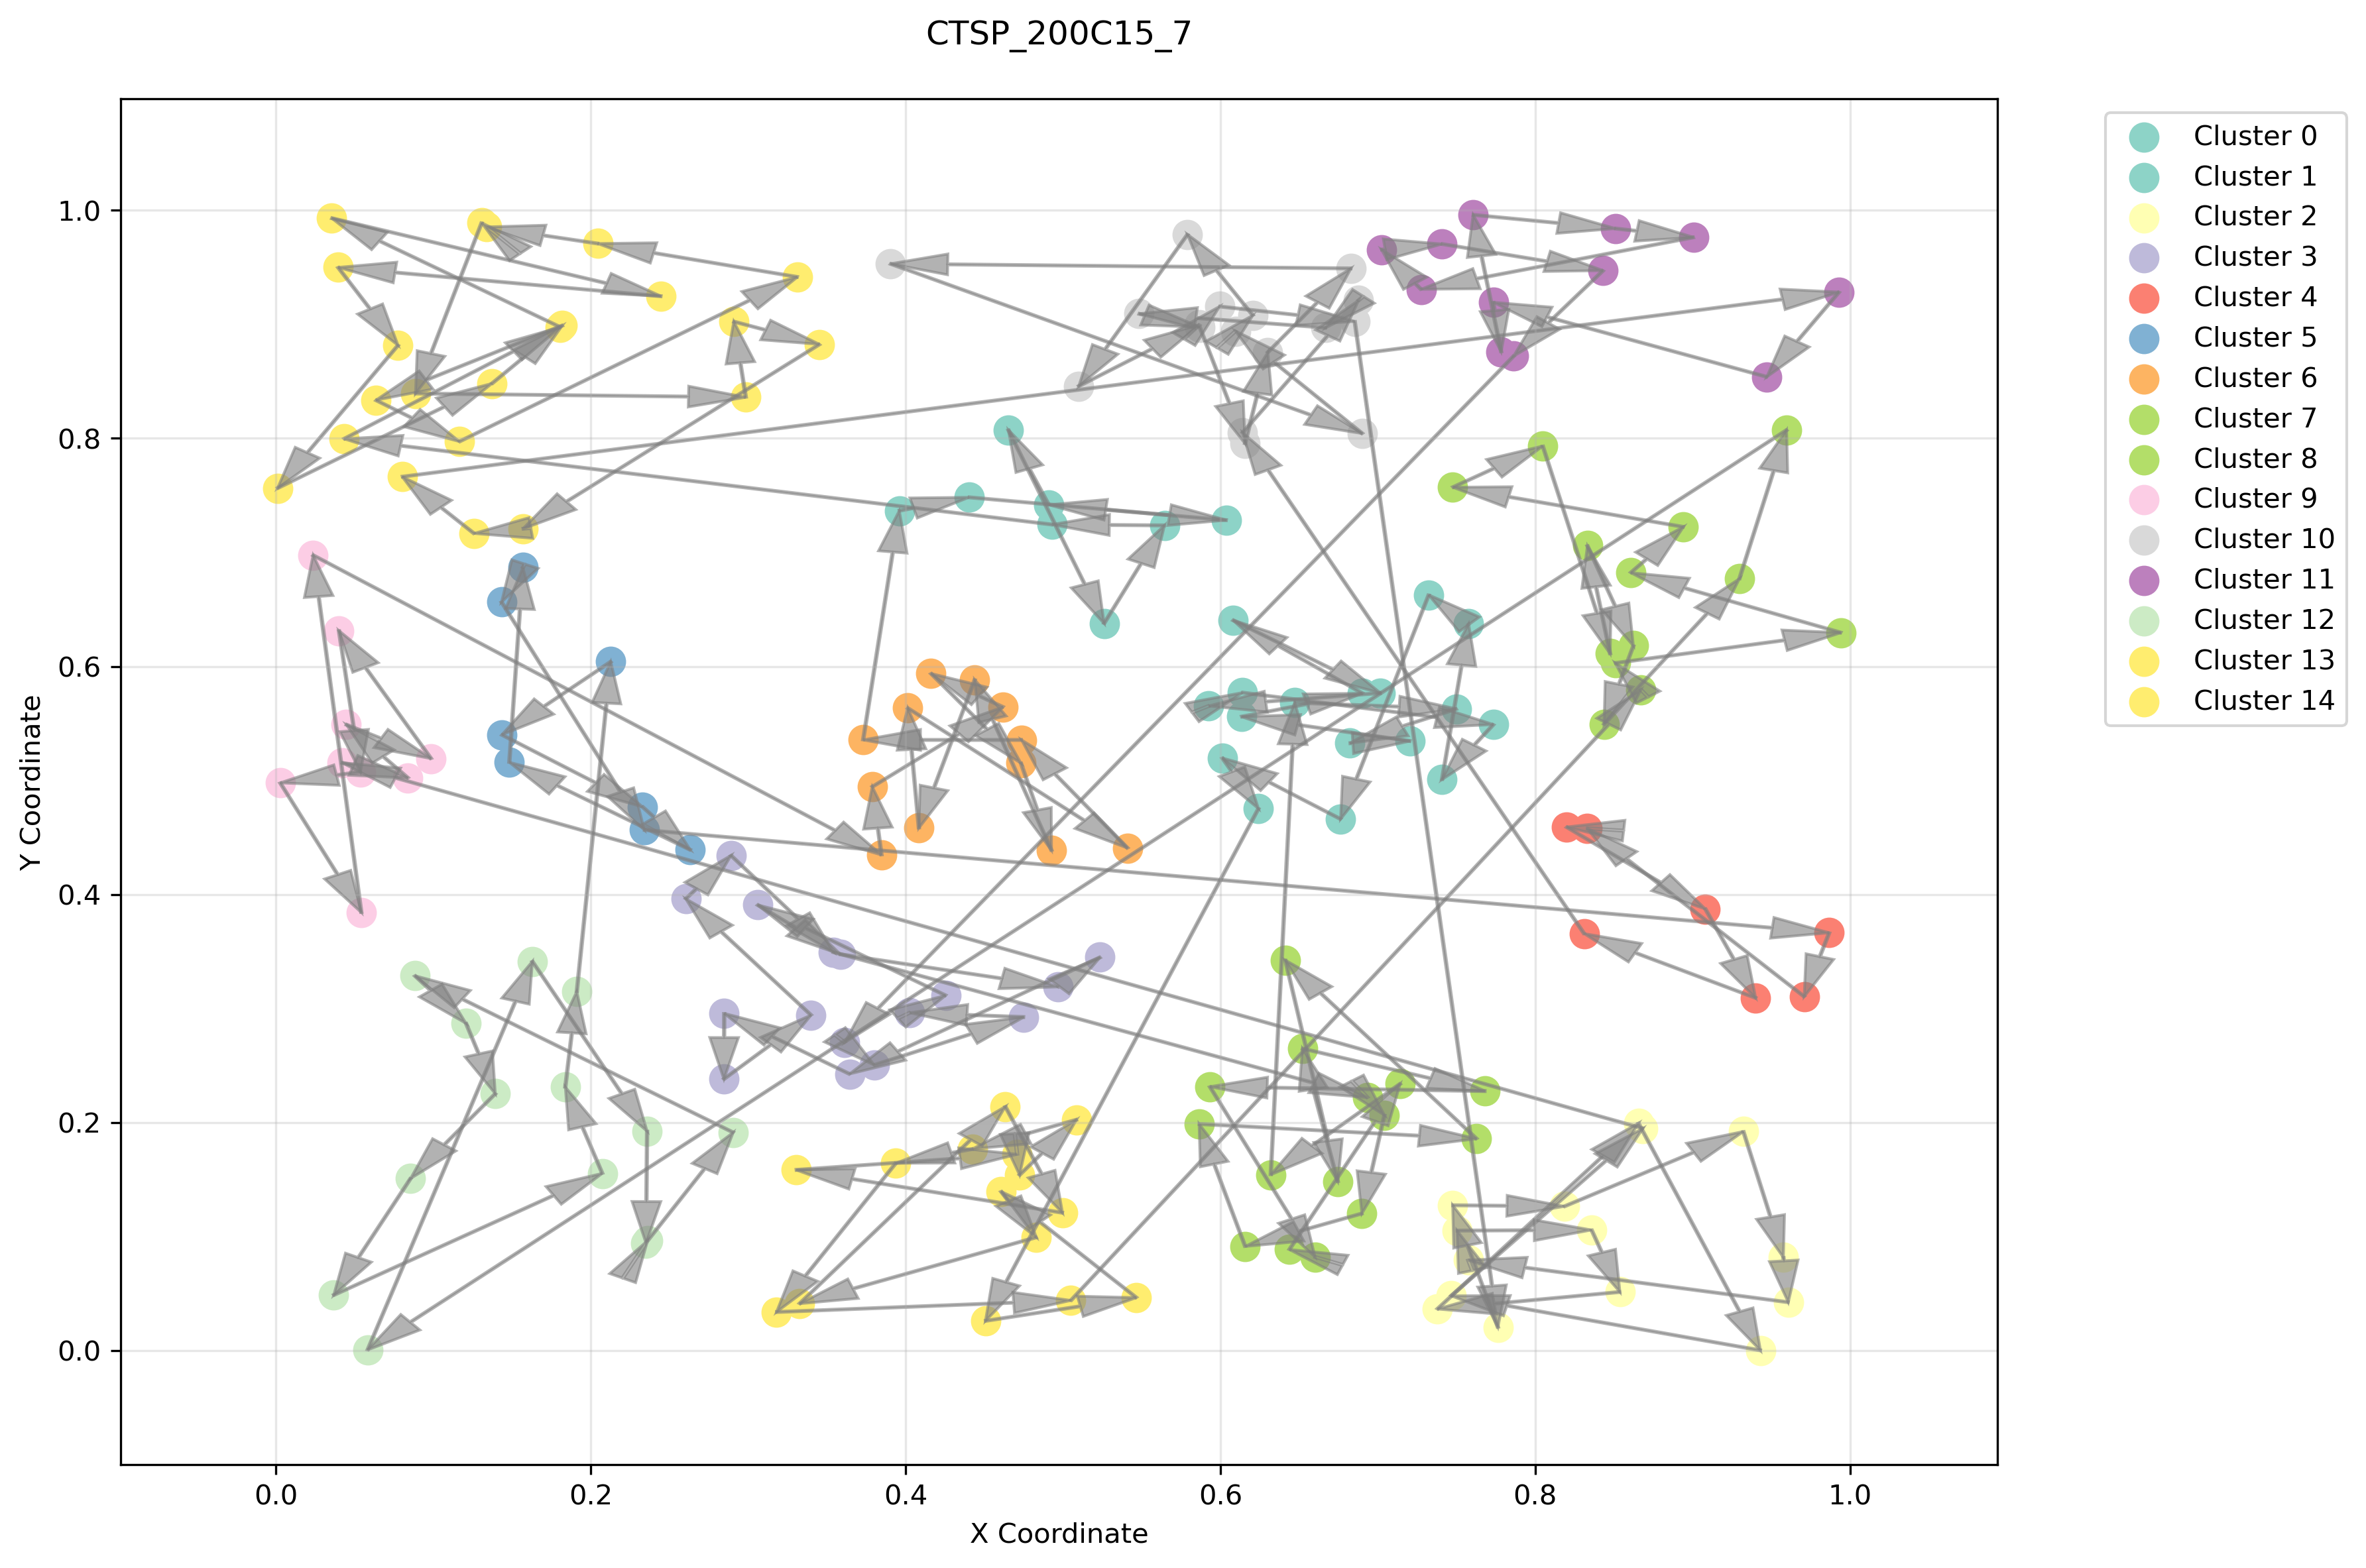 CTSP_200C15_7
1.0
0.8
0.6
0.4
0.2
0.0
Y Coordinate
0.0 0.2 0.4 0.6 0.8 1.0
X Coordinate
Cluster 0
Cluster 1
Cluster 2
Cluster 3
Cluster 4
Cluster 5
Cluster 6
Cluster 7
Cluster 8
Cluster 9
Cluster 10
Cluster 11
Cluster 12
Cluster 13
Cluster 14